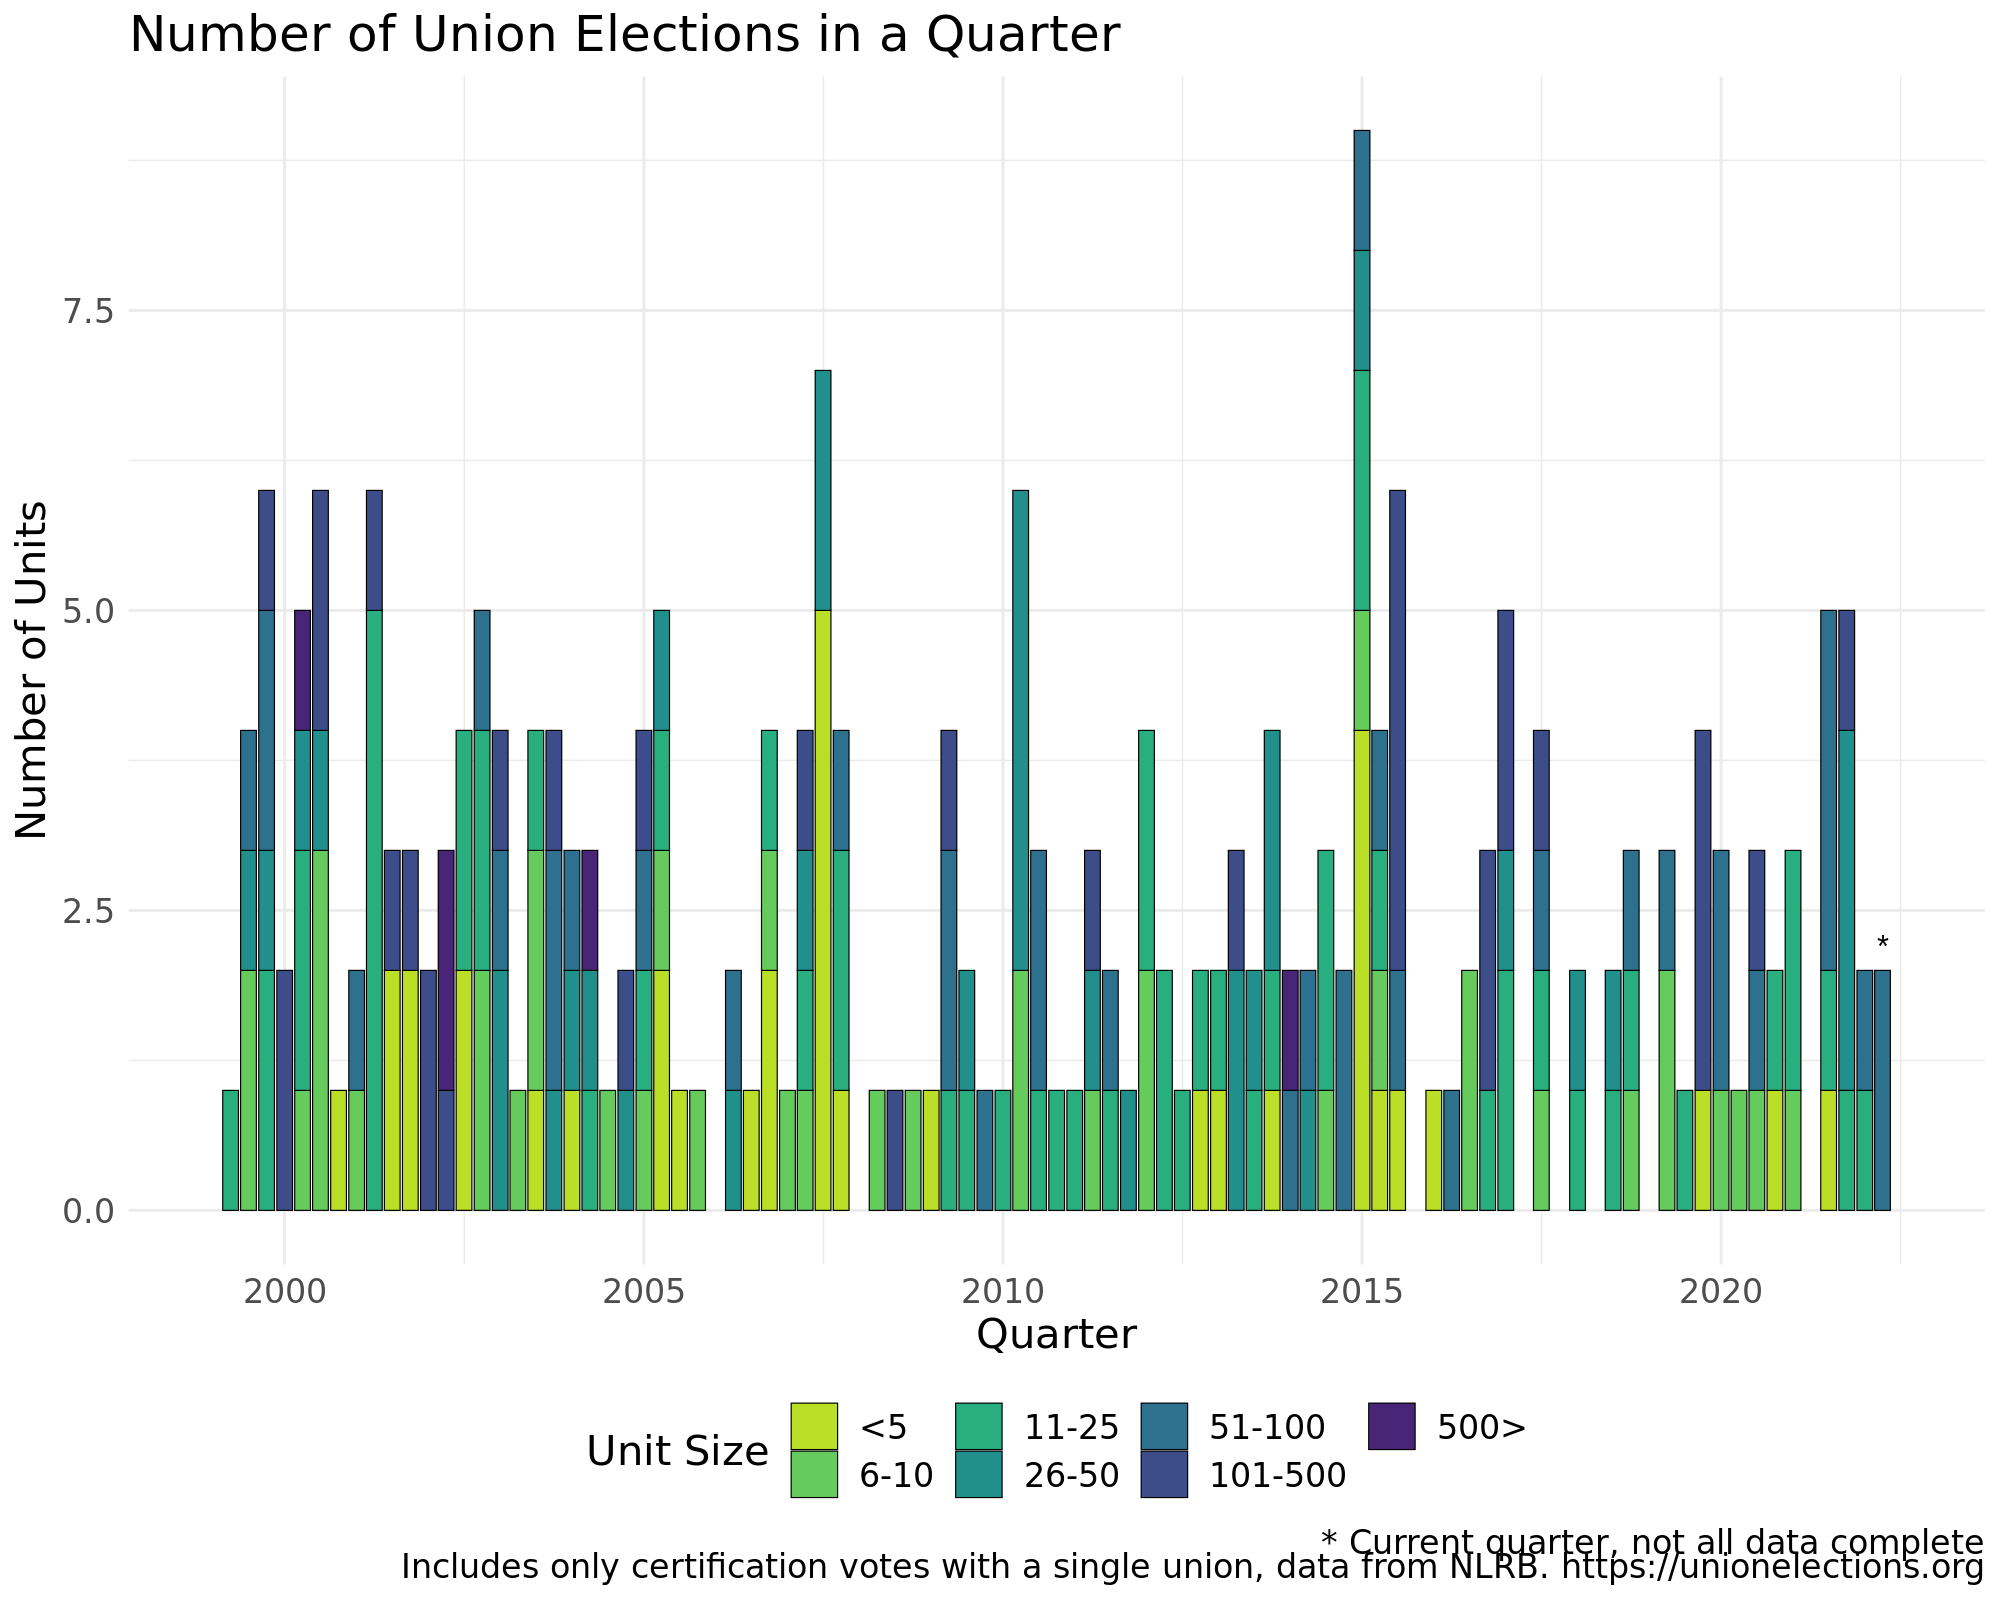 Number of Union Elections in a Quarter
Number of Units
7.5
5.0
2.5
0.0
*
2000 2005 2010 2015 2020
Quarter
Unit Size
<5 11-25 51-100 500>
6-10 26-50 101-500
* Current quarter, not all data complete
Includes only certification votes with a single union, data from NLRB. https://unionelections.org